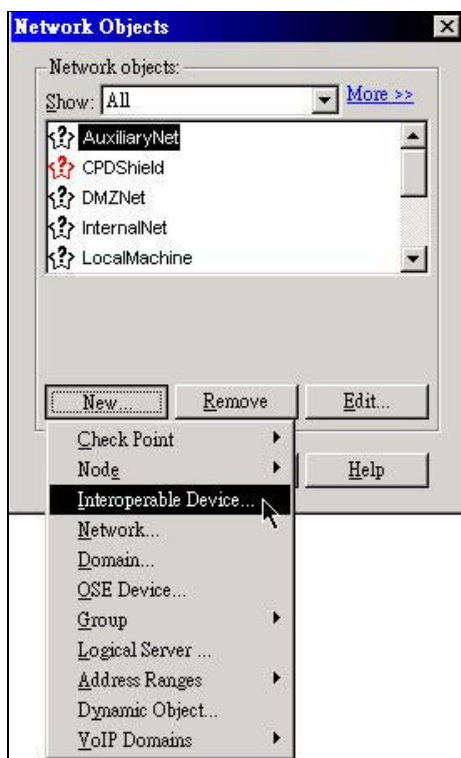 Network Objects
Network objects:
Show: All More >>
AuxiliaryNet
CPDShield
DMZNet
InternalNet
LocalMachine
New... Remove Edit...
Check Point
Node
Help
Interoperable Device...
Network...
Domain...
OSE Device...
Group
Logical Server ...
Address Ranges
Dynamic Object...
VoIP Domains